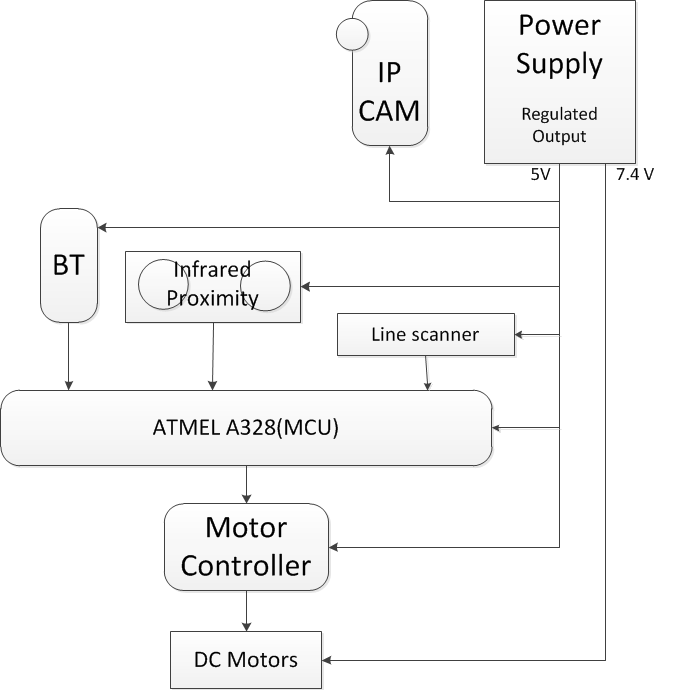 IP
CAM
Power
Supply
Regulated
Output
5V
7.4 V
BT
Infrared
Proximity
Line scanner
ATMEL A328(MCU)
Motor
Controller
DC Motors